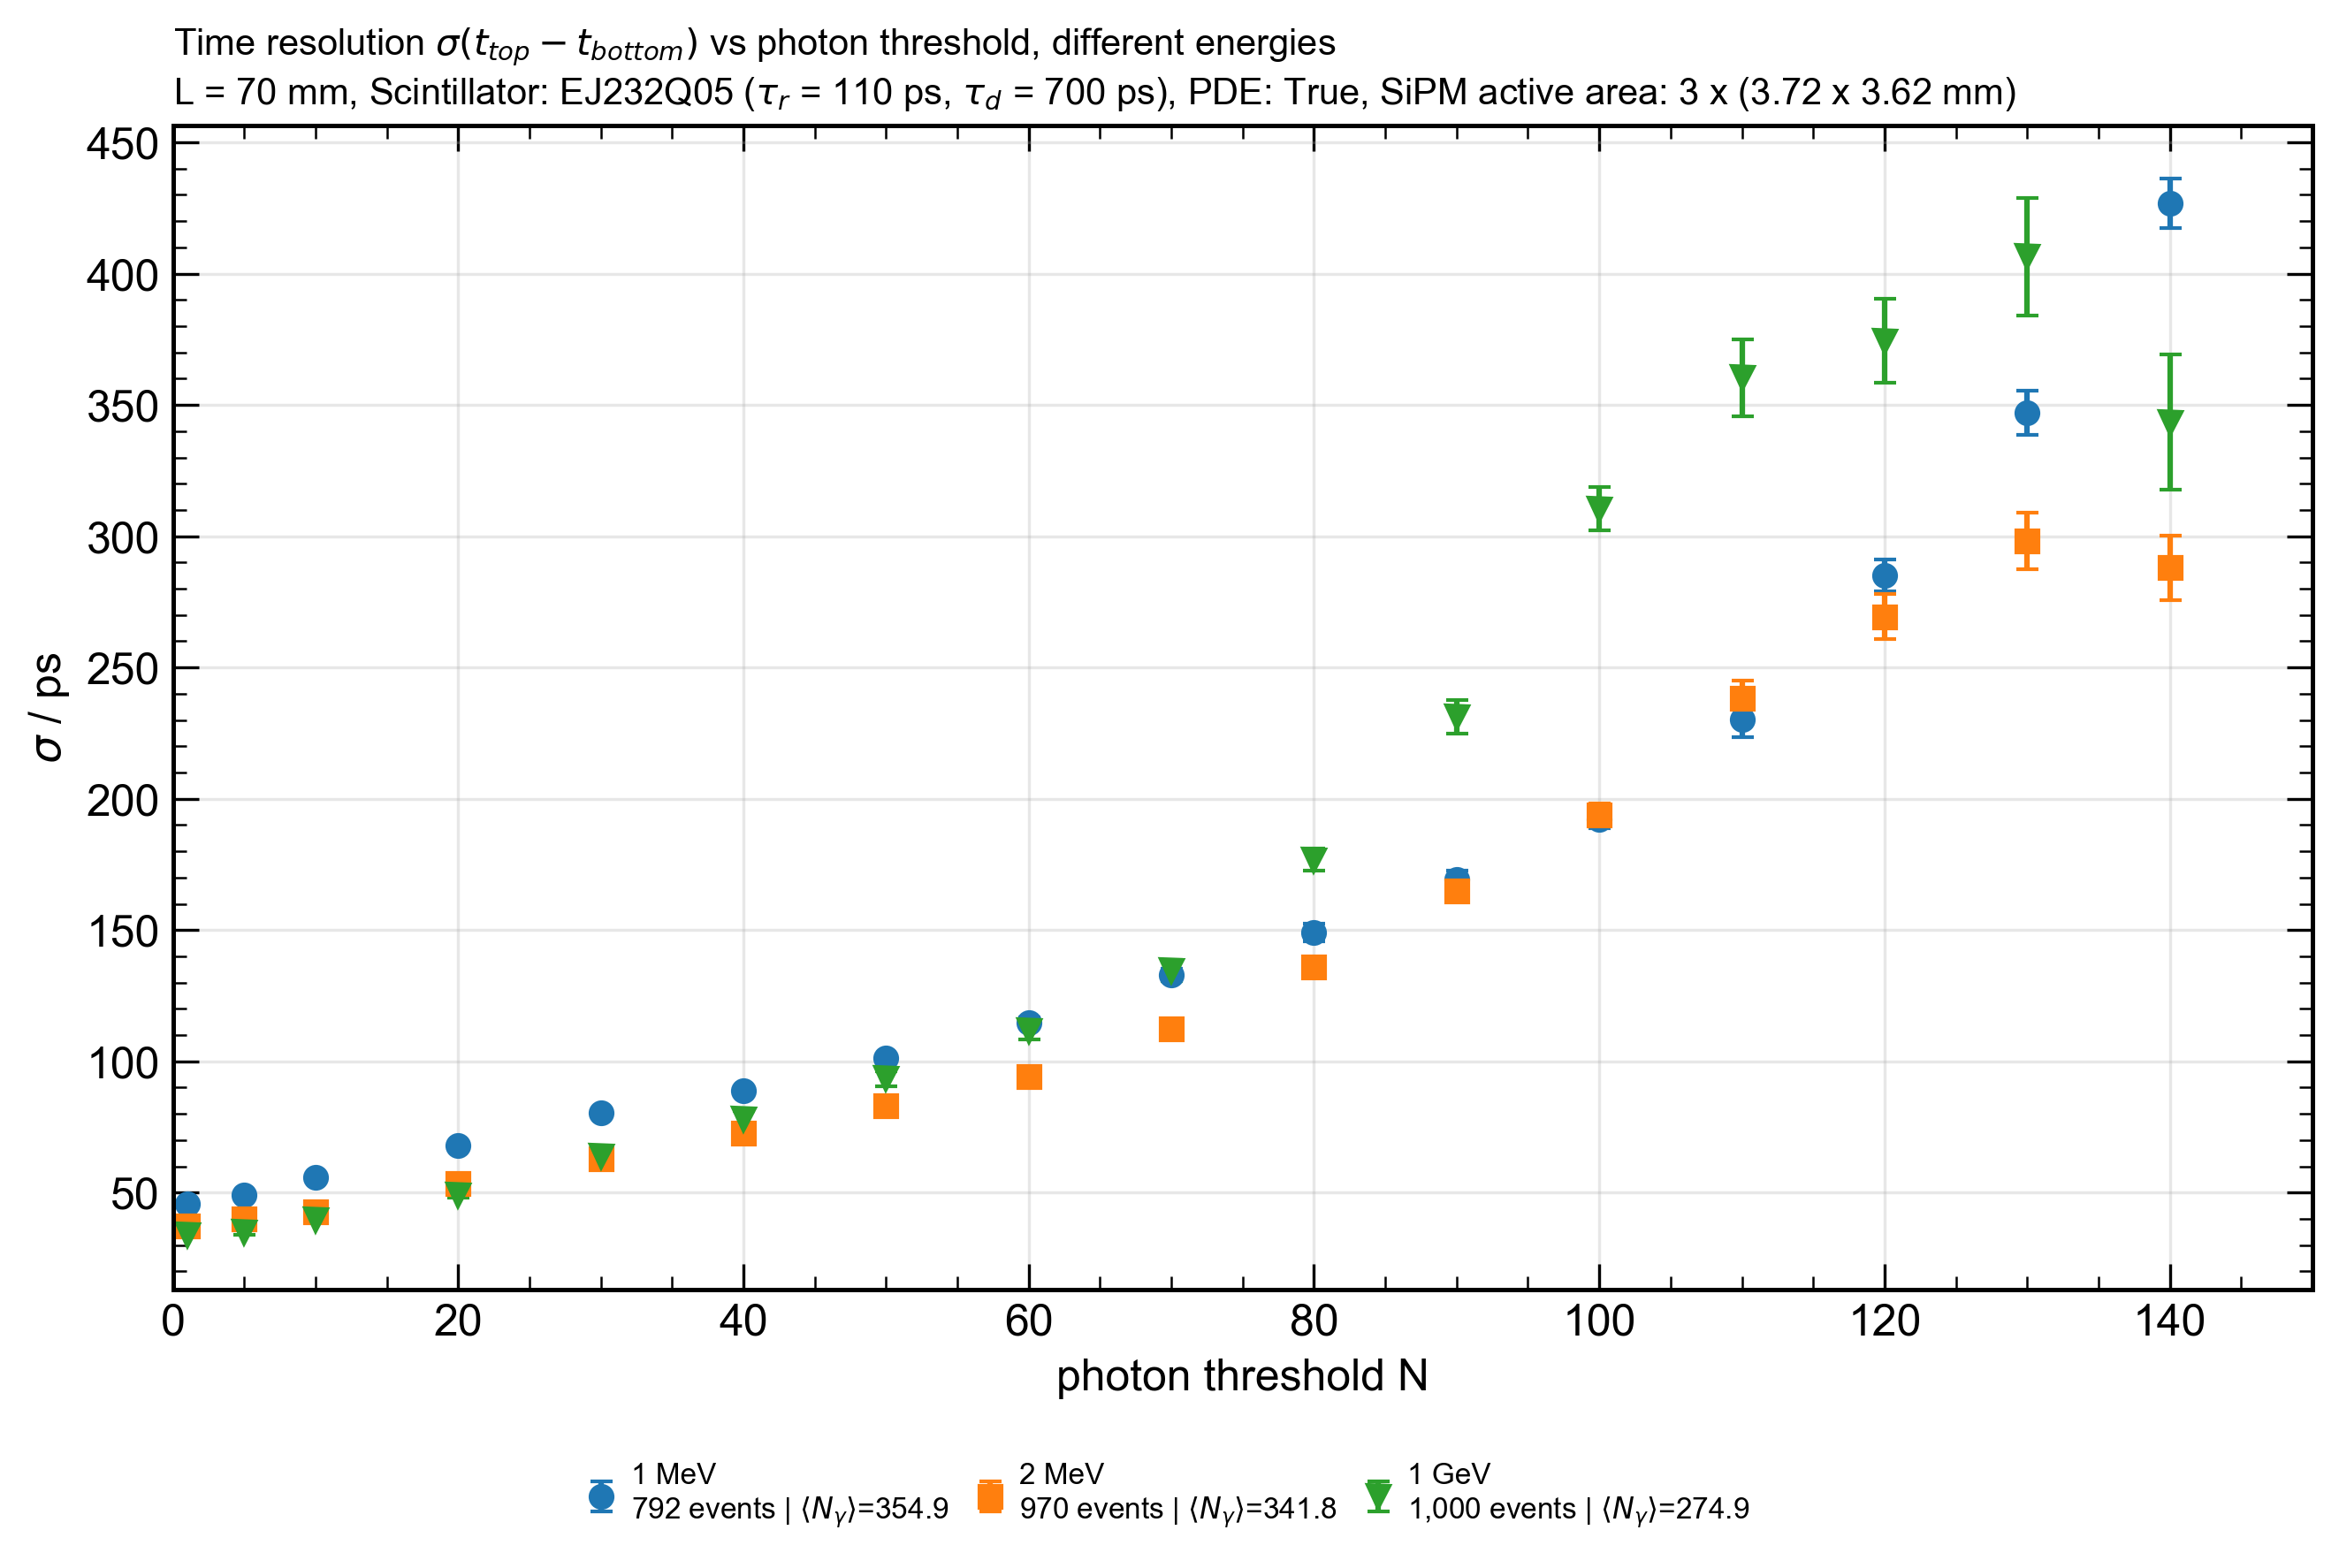 Time resolution σ(t_top − t_bottom) vs photon threshold, different energies
L = 70 mm, Scintillator: EJ232Q05 (τ_r = 110 ps, τ_d = 700 ps), PDE: True, SiPM active area: 3 x (3.72 x 3.62 mm)
450
400
350
300
250
200
150
100
50
σ / ps
0 20 40 60 80 100 120 140
photon threshold N
1 MeV
792 events | ⟨N_γ⟩=354.9
2 MeV
970 events | ⟨N_γ⟩=341.8
1 GeV
1,000 events | ⟨N_γ⟩=274.9